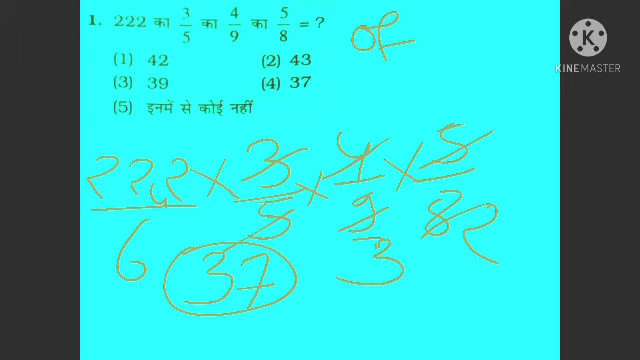 1. 222 का 3/5 का 4/9 का 5/8 = ?
of
(1) 42 (2) 43
(3) 39 (4) 37
(5) इनमें से कोई नहीं
222 × 3/5 × 4/9 × 5/8 2
6 37 3
KINEMASTER